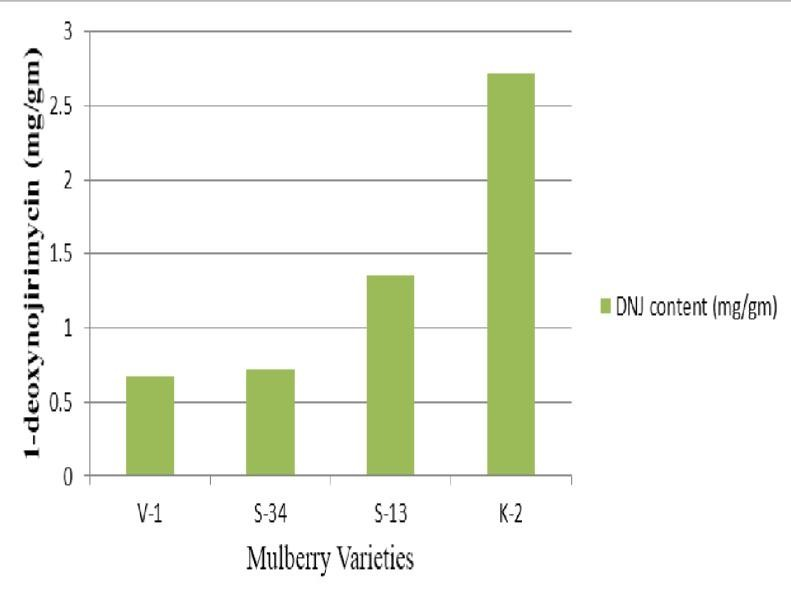 1-deoxynojirimycin (mg/gm)
3
2.5
2
1.5
1
0.5
0
V-1 S-34 S-13 K-2
Mulberry Varieties
DNJ content (mg/gm)